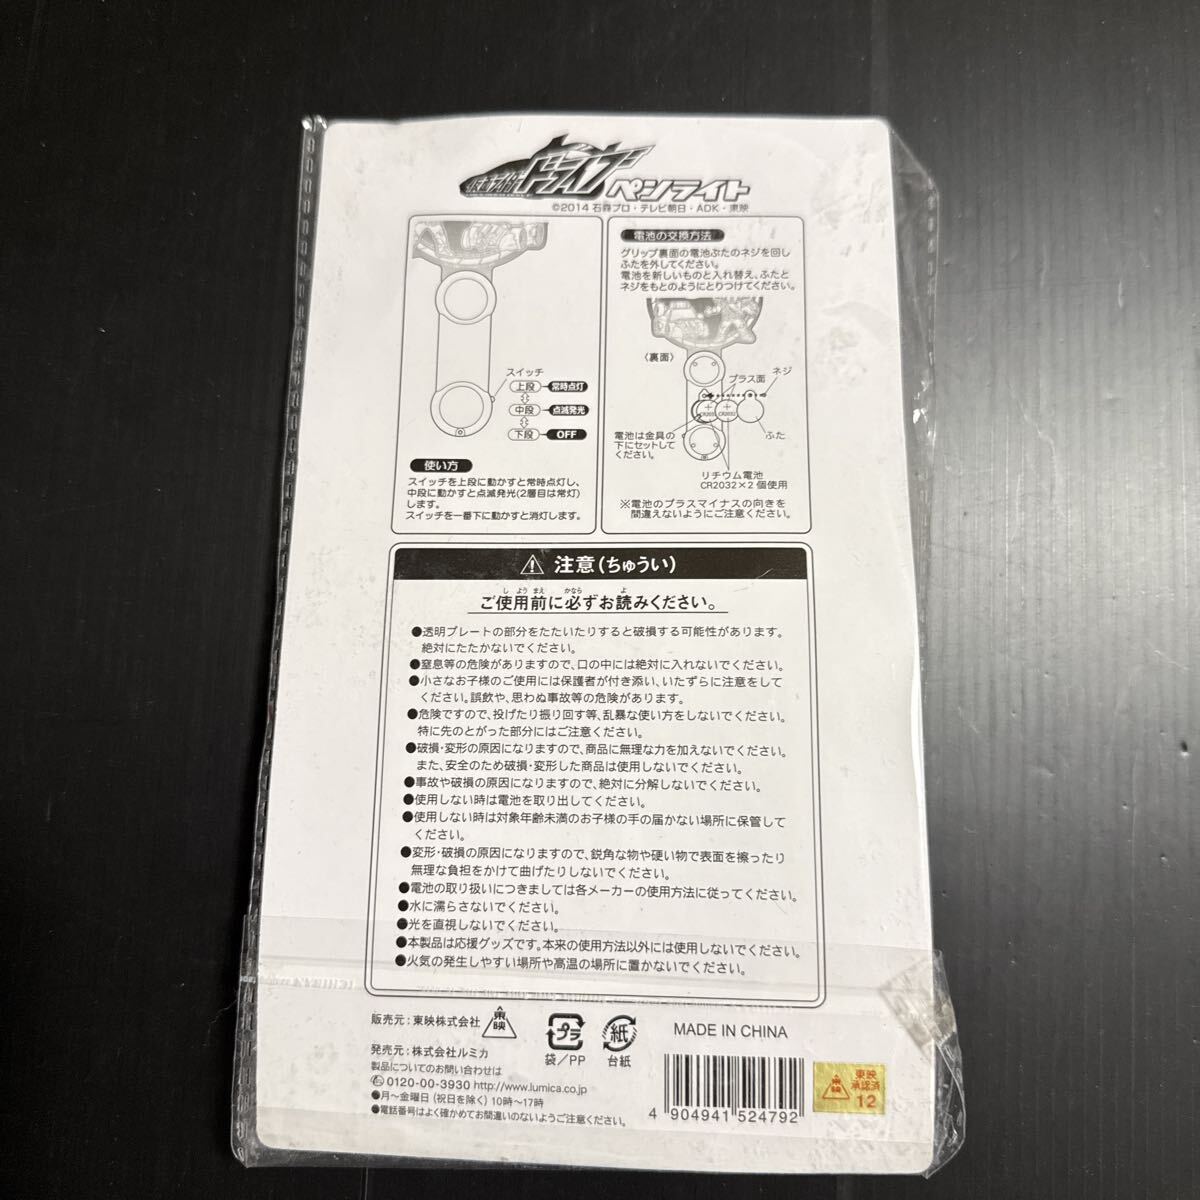 仮面ライダードライブ ペンライト
©2014 石森プロ・テレビ朝日・ADK・東映
スイッチ
上段 常時点灯
中段 点滅発光
下段 OFF
使い方
スイッチを上段に動かすと常時点灯し、
中段に動かすと点滅発光(2層目は常灯)
します。
スイッチを一番下に動かすと消灯します。
電池の交換方法
グリップ裏面の電池ぶたのネジを回し
ふたを外してください。
電池を新しいものと入れ替え、ふたと
ネジをもとのようにとりつけてください。
〈裏面〉
プラス面
ネジ
CR2032
CR2032
ふた
電池は金具の
下にセットして
ください。
リチウム電池
CR2032×2個使用
※電池のプラスマイナスの向きを
間違えないようにご注意ください。
注意(ちゅうい)
しようまえ かなら よ
ご使用前に必ずお読みください。
●透明プレートの部分をたたいたりすると破損する可能性があります。
絶対にたたかないでください。
●窒息等の危険がありますので、口の中には絶対に入れないでください。
●小さなお子様のご使用には保護者が付き添い、いたずらに注意をして
ください。誤飲や、思わぬ事故等の危険があります。
●危険ですので、投げたり振り回す等、乱暴な使い方をしないでください。
特に先のとがった部分にはご注意ください。
●破損・変形の原因になりますので、商品に無理な力を加えないでください。
また、安全のため破損・変形した商品は使用しないでください。
●事故や破損の原因になりますので、絶対に分解しないでください。
●使用しない時は電池を取り出してください。
●使用しない時は対象年齢未満のお子様の手の届かない場所に保管して
ください。
●変形・破損の原因になりますので、鋭角な物や硬い物で表面を擦ったり
無理な負担をかけて曲げたりしないでください。
●電池の取り扱いにつきましては各メーカーの使用方法に従ってください。
●水に濡らさないでください。
●光を直視しないでください。
●本製品は応援グッズです。本来の使用方法以外には使用しないでください。
●火気の発生しやすい場所や高温の場所に置かないでください。
販売元：東映株式会社 東映
発売元：株式会社ルミカ
製品についてのお問い合わせは
0120-00-3930 http://www.lumica.co.jp
●月～金曜日(祝日を除く)10時～17時
●電話番号はよく確かめてお間違いのないようご注意ください。
プラ
袋／PP
紙
台紙
MADE IN CHINA
4 904941 524792
東映
東映
承認済
12